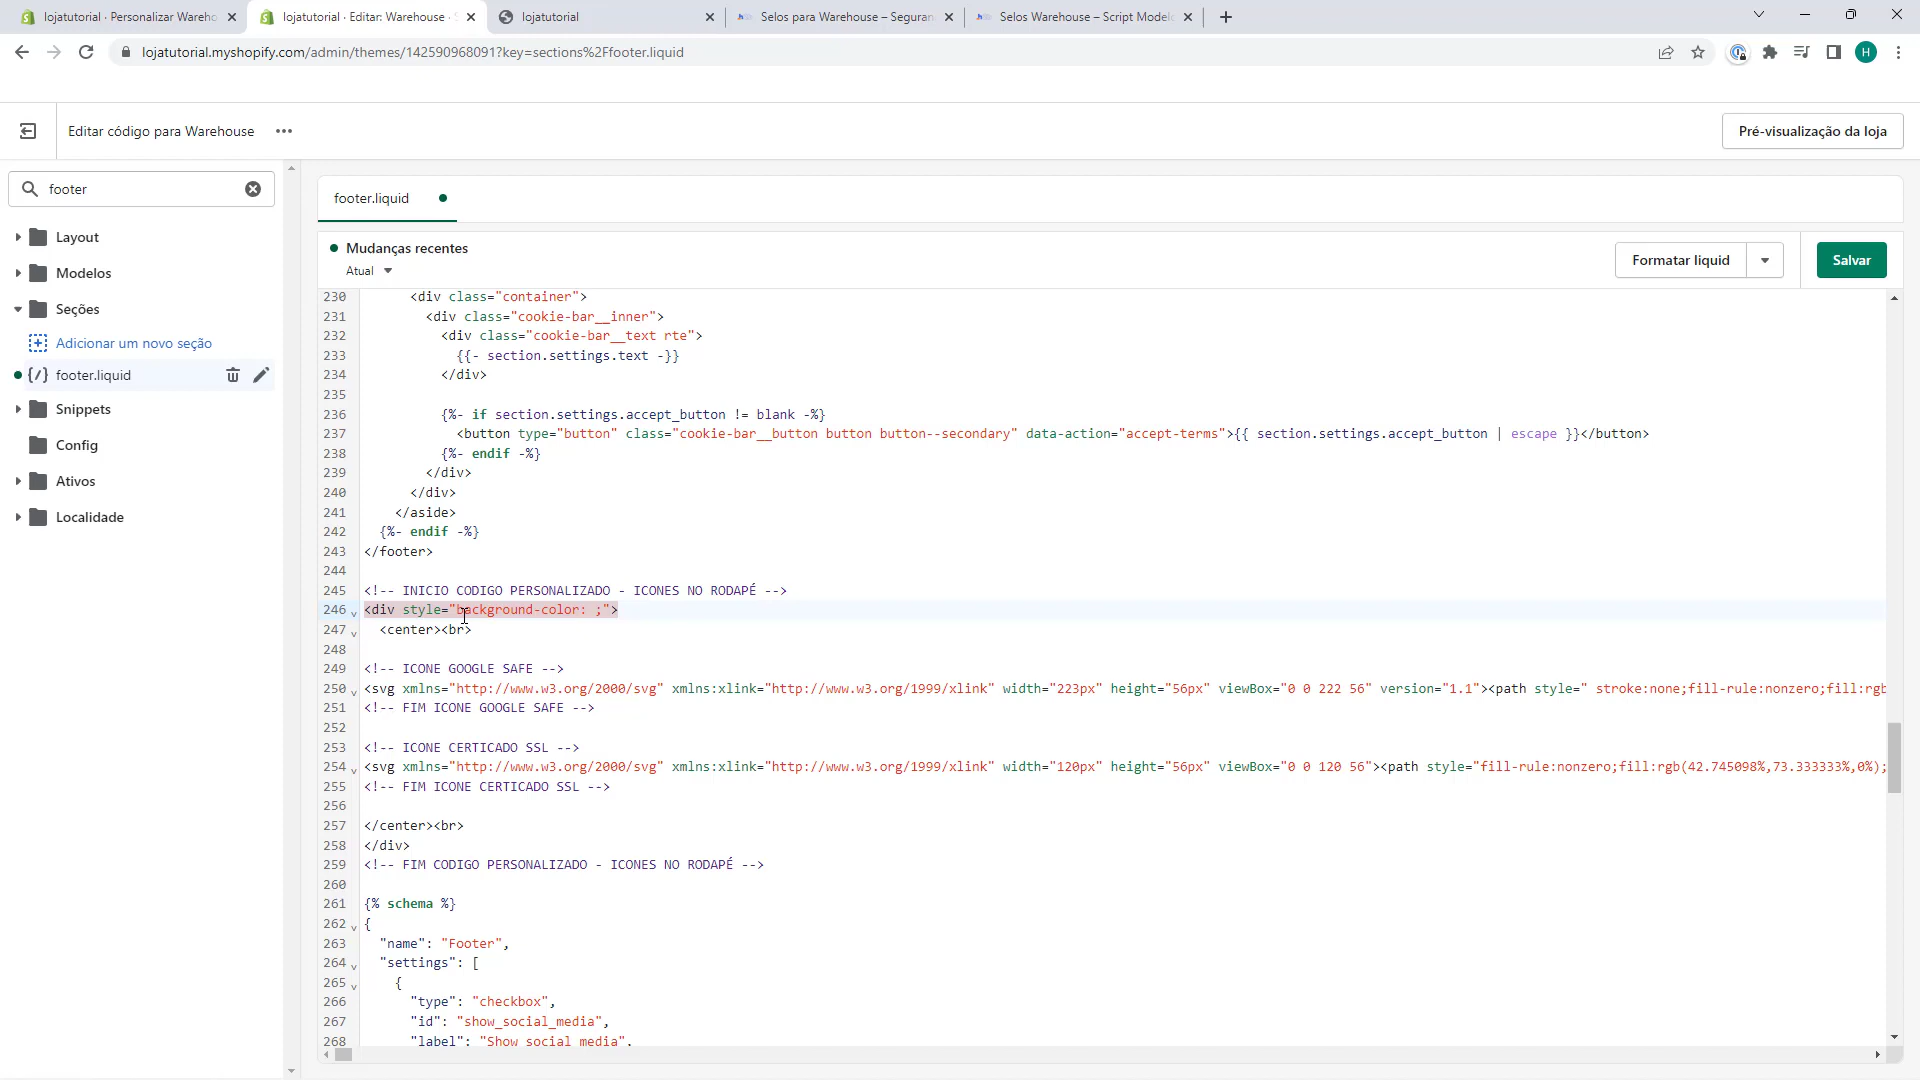 lojatutorial · Personalizar Wareho
lojatutorial · Editar: Warehouse · S
lojatutorial
Selos para Warehouse – Seguran
Selos Warehouse – Script Model
lojatutorial.myshopify.com/admin/themes/142590968091?key=sections%2Ffooter.liquid
H
Editar código para Warehouse
Pré-visualização da loja
footer
Layout
Modelos
Seções
Adicionar um novo seção
{/} footer.liquid
Snippets
Config
Ativos
Localidade
footer.liquid
Mudanças recentes
Atual
Formatar liquid
Salvar
230 <div class="container">
231 <div class="cookie-bar__inner">
232 <div class="cookie-bar__text rte">
233 {{- section.settings.text -}}
234 </div>
235
236 {%- if section.settings.accept_button != blank -%}
237 <button type="button" class="cookie-bar__button button button--secondary" data-action="accept-terms">{{ section.settings.accept_button | escape }}</button>
238 {%- endif -%}
239 </div>
240 </div>
241 </aside>
242 {%- endif -%}
243 </footer>
244
245 <!-- INICIO CODIGO PERSONALIZADO - ICONES NO RODAPÉ -->
246 <div style="background-color: ;">
247 <center><br>
248
249 <!-- ICONE GOOGLE SAFE -->
250 <svg xmlns="http://www.w3.org/2000/svg" xmlns:xlink="http://www.w3.org/1999/xlink" width="223px" height="56px" viewBox="0 0 222 56" version="1.1"><path style=" stroke:none;fill-rule:nonzero;fill:rgb
251 <!-- FIM ICONE GOOGLE SAFE -->
252
253 <!-- ICONE CERTICADO SSL -->
254 <svg xmlns="http://www.w3.org/2000/svg" xmlns:xlink="http://www.w3.org/1999/xlink" width="120px" height="56px" viewBox="0 0 120 56"><path style="fill-rule:nonzero;fill:rgb(42.745098%,73.333333%,0%);
255 <!-- FIM ICONE CERTICADO SSL -->
256
257 </center><br>
258 </div>
259 <!-- FIM CODIGO PERSONALIZADO - ICONES NO RODAPÉ -->
260
261 {% schema %}
262 {
263 "name": "Footer",
264 "settings": [
265 {
266 "type": "checkbox",
267 "id": "show_social_media",
268 "label": "Show social media",